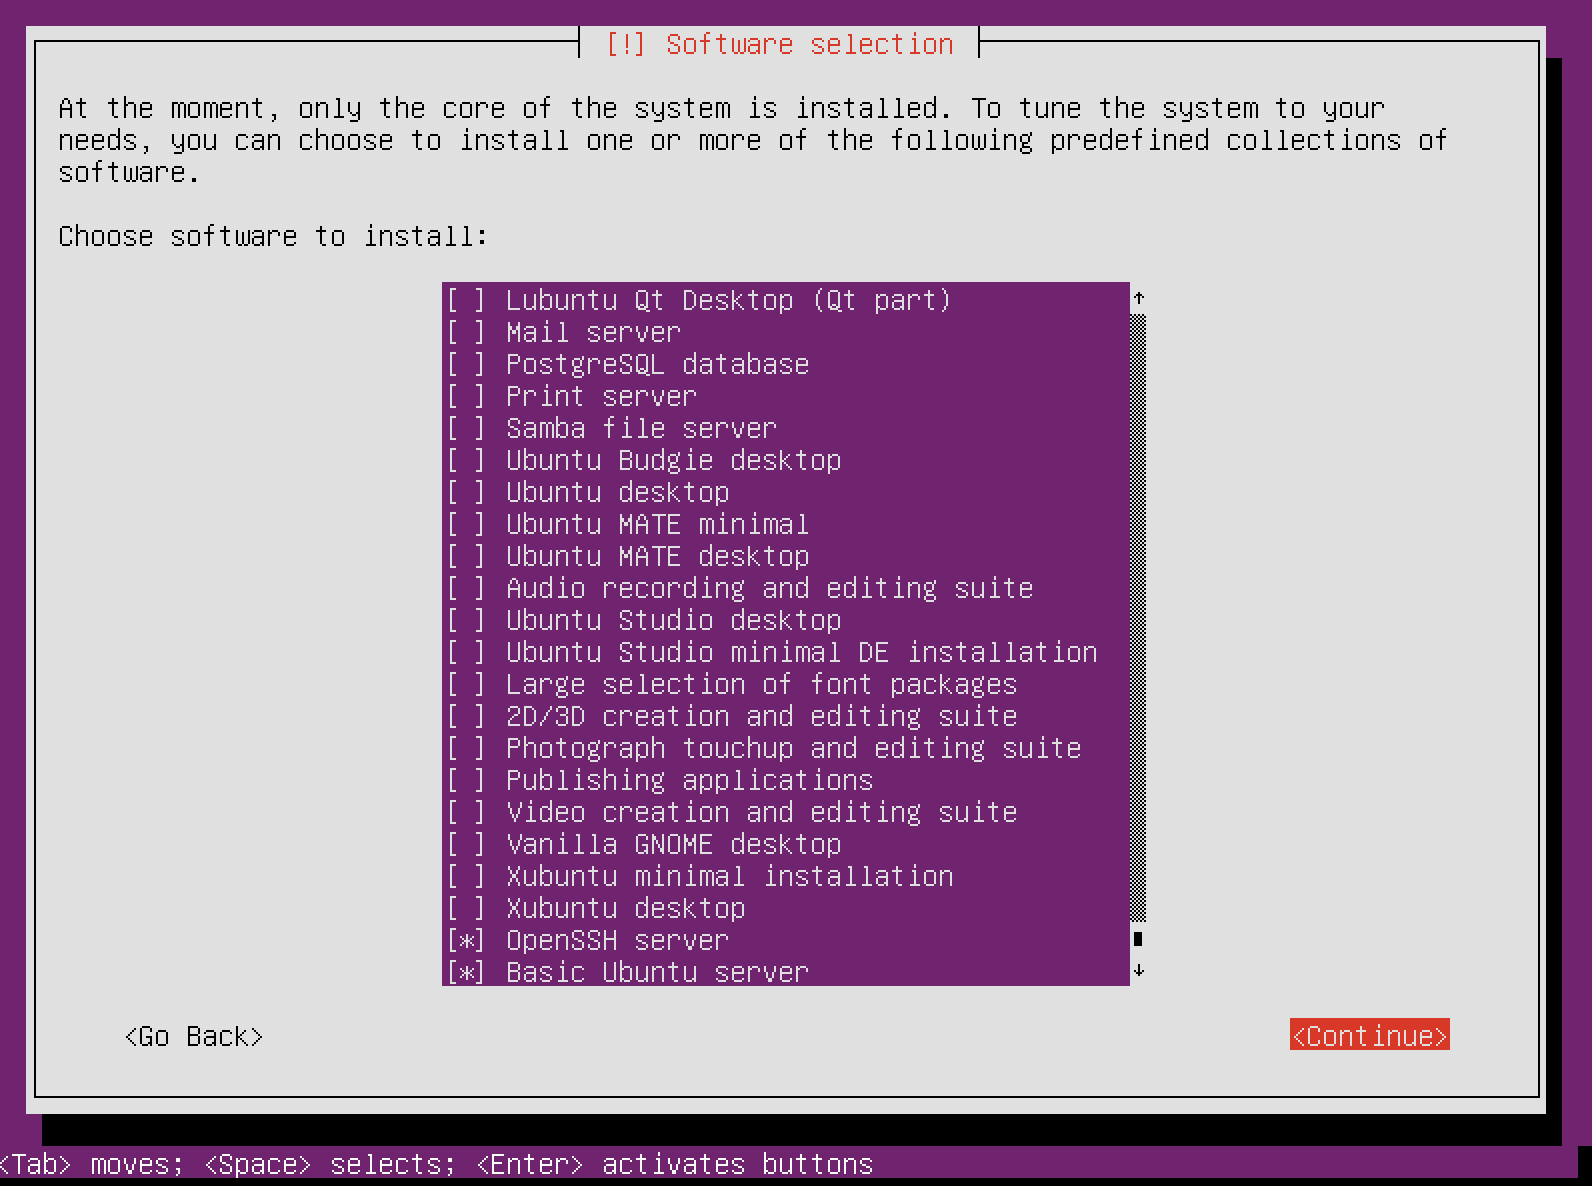 [!] Software selection
At the moment, only the core of the system is installed. To tune the system to your
needs, you can choose to install one or more of the following predefined collections of
software.
Choose software to install:
[ ] Lubuntu Qt Desktop (Qt part) ↑
[ ] Mail server
[ ] PostgreSQL database
[ ] Print server
[ ] Samba file server
[ ] Ubuntu Budgie desktop
[ ] Ubuntu desktop
[ ] Ubuntu MATE minimal
[ ] Ubuntu MATE desktop
[ ] Audio recording and editing suite
[ ] Ubuntu Studio desktop
[ ] Ubuntu Studio minimal DE installation
[ ] Large selection of font packages
[ ] 2D/3D creation and editing suite
[ ] Photograph touchup and editing suite
[ ] Publishing applications
[ ] Video creation and editing suite
[ ] Vanilla GNOME desktop
[ ] Xubuntu minimal installation
[ ] Xubuntu desktop
[*] OpenSSH server
[*] Basic Ubuntu server ↓
<Go Back> <Continue>
<Tab> moves; <Space> selects; <Enter> activates buttons